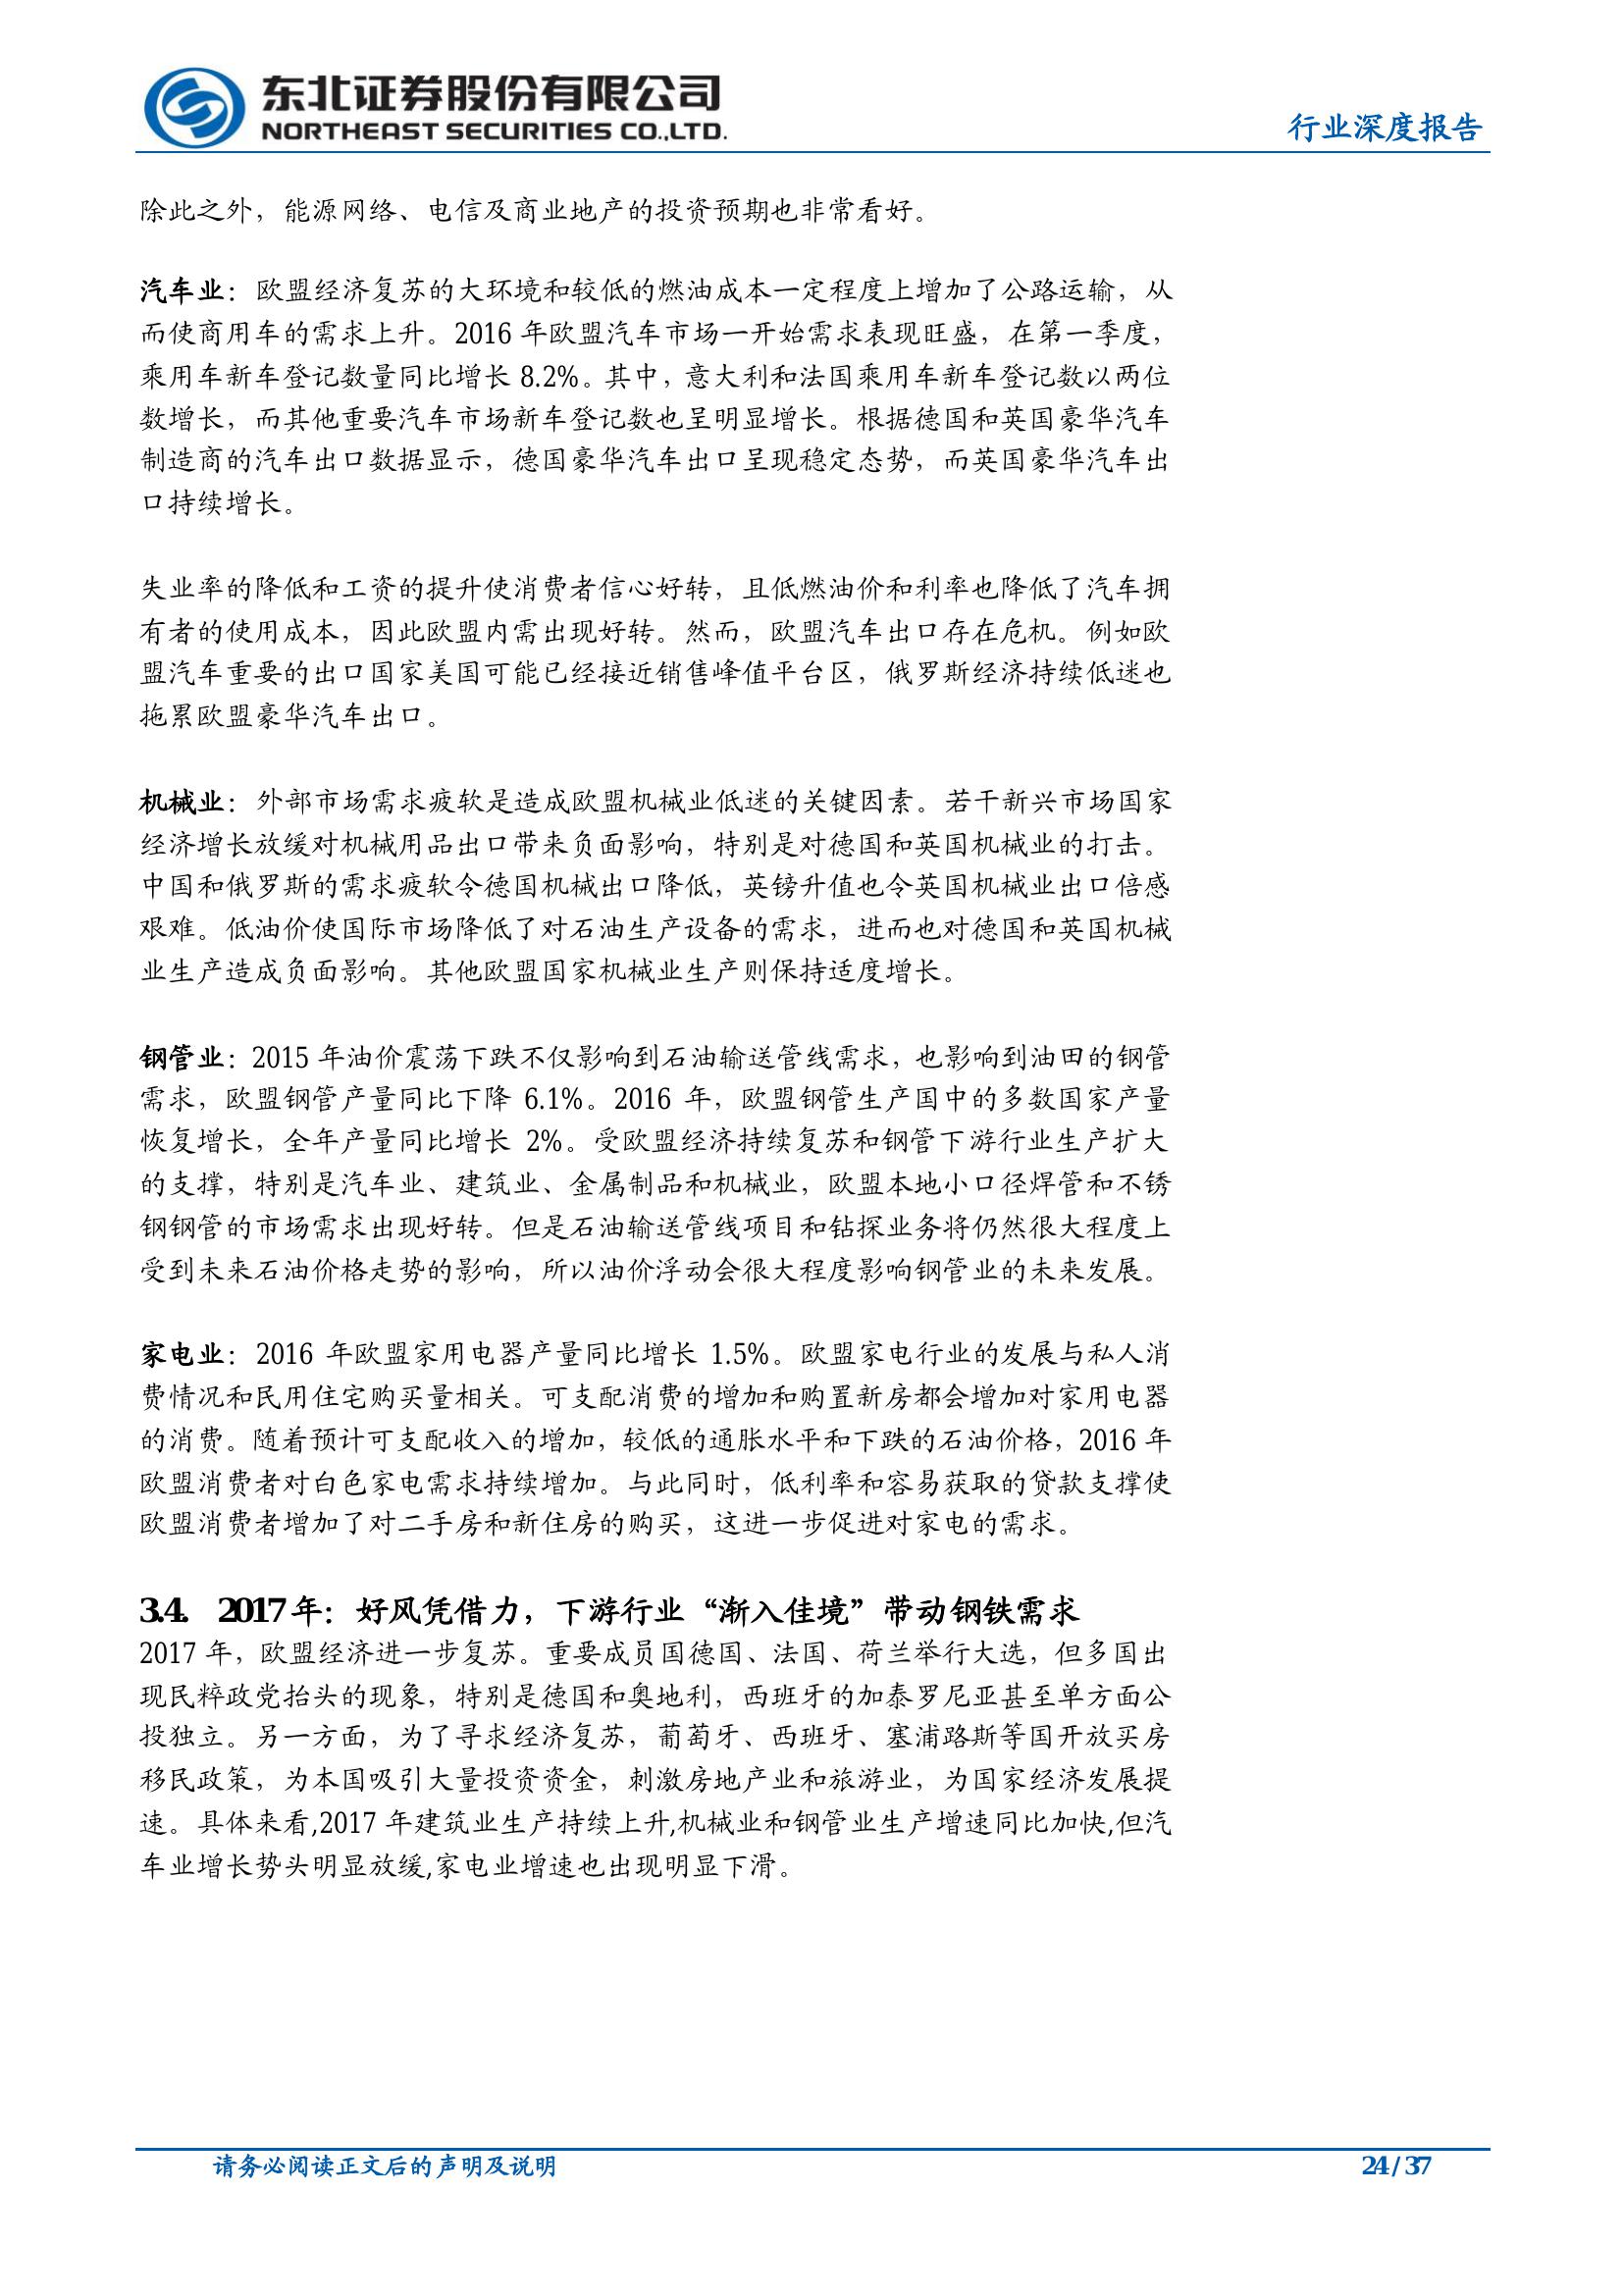 东北证券股份有限公司
NORTHEAST SECURITIES CO.,LTD.
行业深度报告
除此之外，能源网络、电信及商业地产的投资预期也非常看好。
汽车业：欧盟经济复苏的大环境和较低的燃油成本一定程度上增加了公路运输，从
而使商用车的需求上升。2016 年欧盟汽车市场一开始需求表现旺盛，在第一季度，
乘用车新车登记数量同比增长 8.2%。其中，意大利和法国乘用车新车登记数以两位
数增长，而其他重要汽车市场新车登记数也呈明显增长。根据德国和英国豪华汽车
制造商的汽车出口数据显示，德国豪华汽车出口呈现稳定态势，而英国豪华汽车出
口持续增长。
失业率的降低和工资的提升使消费者信心好转，且低燃油价和利率也降低了汽车拥
有者的使用成本，因此欧盟内需出现好转。然而，欧盟汽车出口存在危机。例如欧
盟汽车重要的出口国家美国可能已经接近销售峰值平台区，俄罗斯经济持续低迷也
拖累欧盟豪华汽车出口。
机械业：外部市场需求疲软是造成欧盟机械业低迷的关键因素。若干新兴市场国家
经济增长放缓对机械用品出口带来负面影响，特别是对德国和英国机械业的打击。
中国和俄罗斯的需求疲软令德国机械出口降低，英镑升值也令英国机械业出口倍感
艰难。低油价使国际市场降低了对石油生产设备的需求，进而也对德国和英国机械
业生产造成负面影响。其他欧盟国家机械业生产则保持适度增长。
钢管业：2015 年油价震荡下跌不仅影响到石油输送管线需求，也影响到油田的钢管
需求，欧盟钢管产量同比下降 6.1%。2016 年，欧盟钢管生产国中的多数国家产量
恢复增长，全年产量同比增长 2%。受欧盟经济持续复苏和钢管下游行业生产扩大
的支撑，特别是汽车业、建筑业、金属制品和机械业，欧盟本地小口径焊管和不锈
钢钢管的市场需求出现好转。但是石油输送管线项目和钻探业务将仍然很大程度上
受到未来石油价格走势的影响，所以油价浮动会很大程度影响钢管业的未来发展。
家电业：2016 年欧盟家用电器产量同比增长 1.5%。欧盟家电行业的发展与私人消
费情况和民用住宅购买量相关。可支配消费的增加和购置新房都会增加对家用电器
的消费。随着预计可支配收入的增加，较低的通胀水平和下跌的石油价格，2016 年
欧盟消费者对白色家电需求持续增加。与此同时，低利率和容易获取的贷款支撑使
欧盟消费者增加了对二手房和新住房的购买，这进一步促进对家电的需求。
3.4. 2017 年：好风凭借力，下游行业“渐入佳境”带动钢铁需求
2017 年，欧盟经济进一步复苏。重要成员国德国、法国、荷兰举行大选，但多国出
现民粹政党抬头的现象，特别是德国和奥地利，西班牙的加泰罗尼亚甚至单方面公
投独立。另一方面，为了寻求经济复苏，葡萄牙、西班牙、塞浦路斯等国开放买房
移民政策，为本国吸引大量投资资金，刺激房地产业和旅游业，为国家经济发展提
速。具体来看,2017 年建筑业生产持续上升,机械业和钢管业生产增速同比加快,但汽
车业增长势头明显放缓,家电业增速也出现明显下滑。
请务必阅读正文后的声明及说明
24 / 37